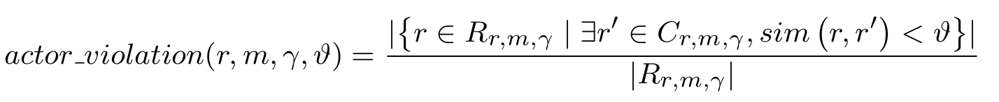 actor_violation(r, m, γ, ϑ) = |{r ∈ R_{r,m,γ} | ∃r′ ∈ C_{r,m,γ}, sim (r, r′) < ϑ}| / |R_{r,m,γ}|